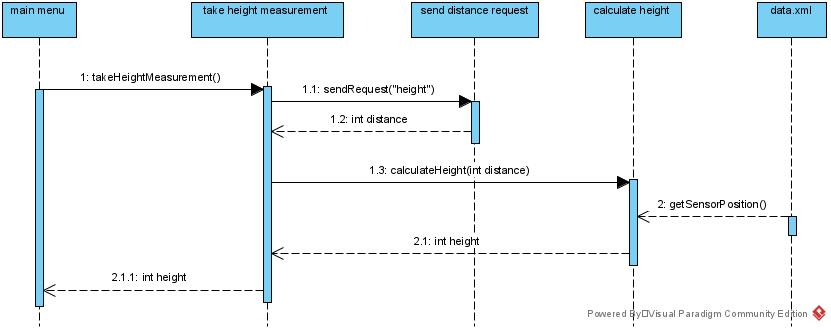 main menu
take height measurement
send distance request
calculate height
data.xml
1: takeHeightMeasurement()
1.1: sendRequest("height")
1.2: int distance
1.3: calculateHeight(int distance)
2: getSensorPosition()
2.1: int height
2.1.1: int height
Powered By□Visual Paradigm Community Edition